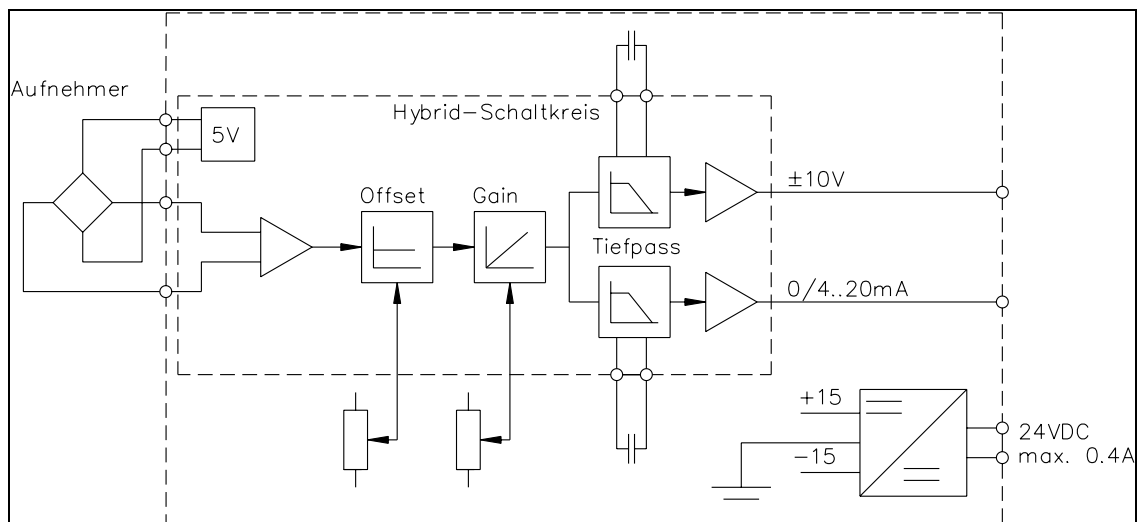 Aufnehmer
Hybrid-Schaltkreis
5V
Offset
Gain
±10V
Tiefpass
0/4..20mA
+15
-15
24VDC
max. 0.4A